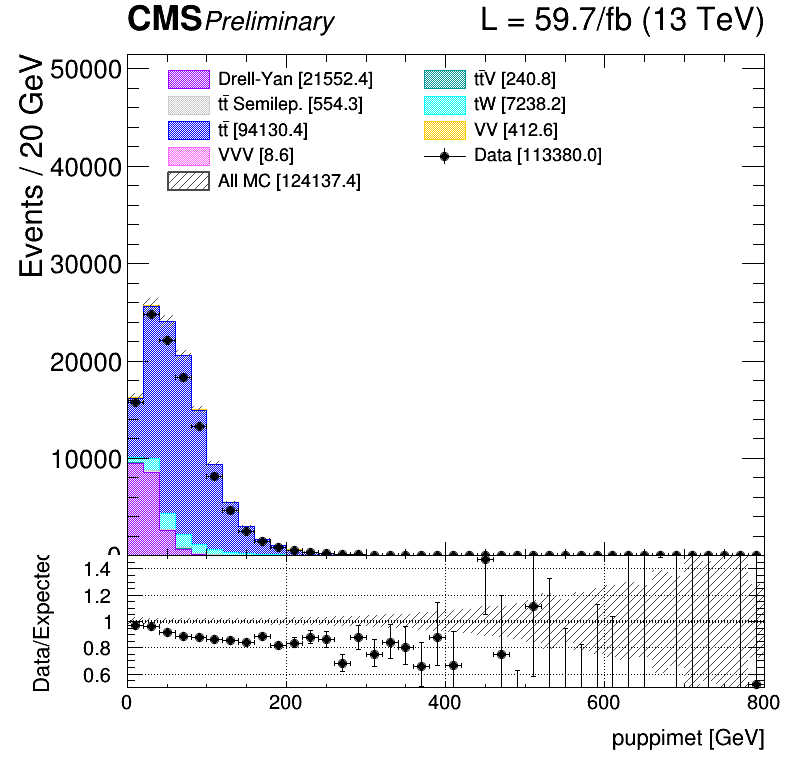 CMS Preliminary L = 59.7/fb (13 TeV)
Events / 20 GeV
50000
40000
30000
20000
10000
0
Drell-Yan [21552.4]
tt̄ Semilep. [554.3]
tt̄ [94130.4]
VVV [8.6]
All MC [124137.4]
tt̄V [240.8]
tW [7238.2]
VV [412.6]
Data [113380.0]
Data/Expected
1.4
1.2
1
0.8
0.6
0 200 400 600 800
puppimet [GeV]